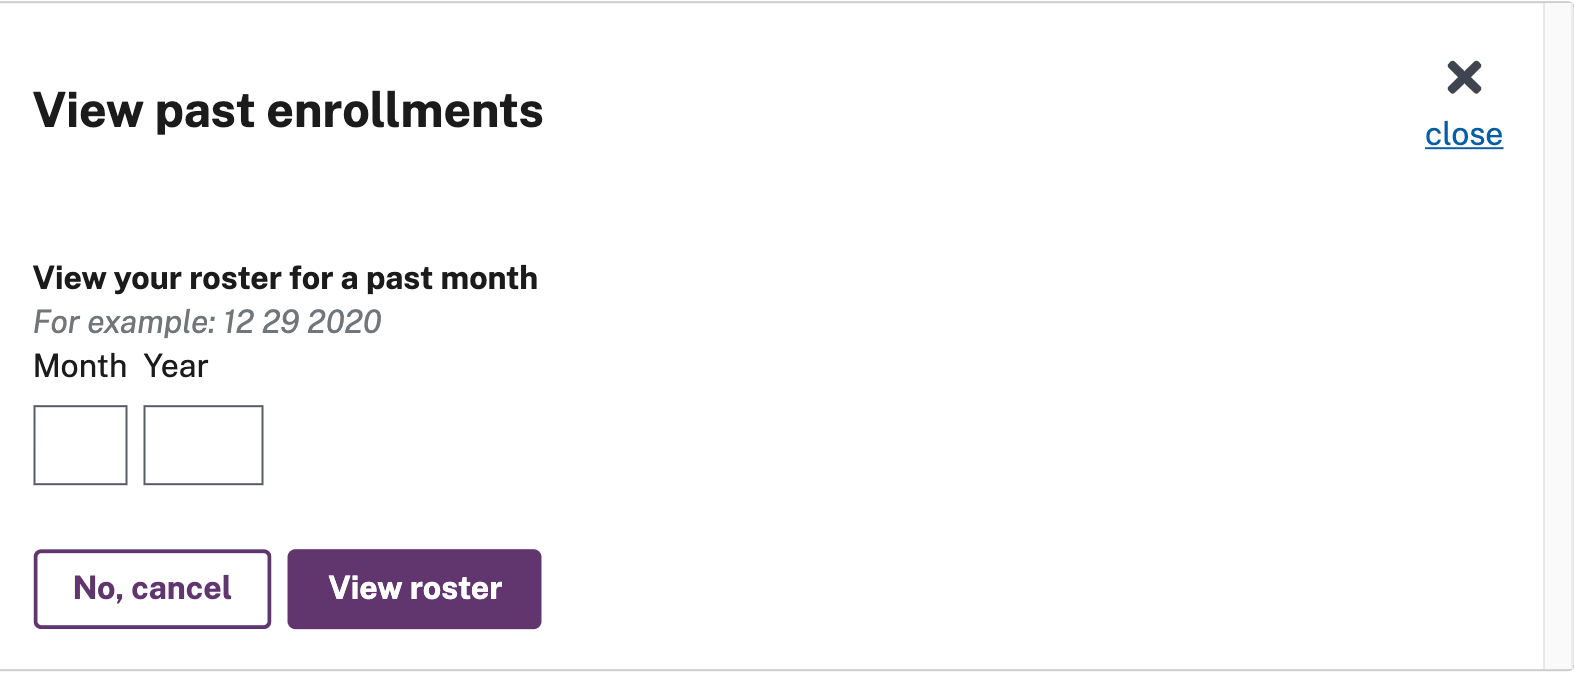 View past enrollments
close
View your roster for a past month
For example: 12 29 2020
Month Year
No, cancel View roster